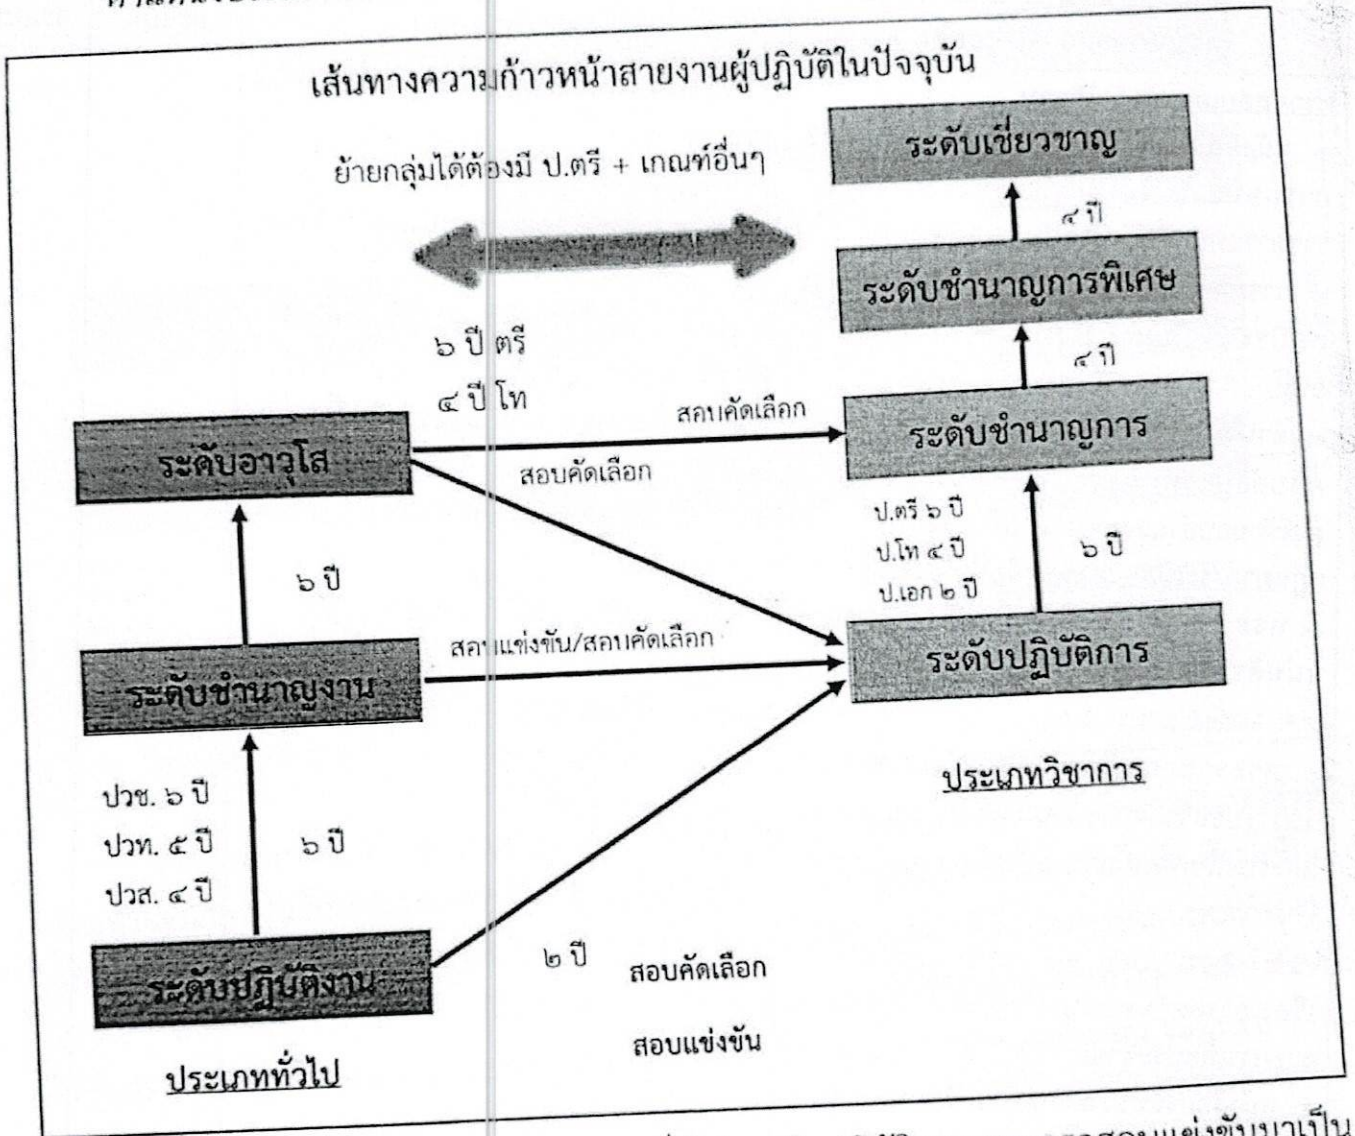 เส้นทางความก้าวหน้าสายงานผู้ปฏิบัติในปัจจุบัน
ระดับเชี่ยวชาญ
ย้ายกลุ่มได้ต้องมี ป.ตรี + เกณฑ์อื่นๆ
๔ ปี
ระดับชำนาญการพิเศษ
๖ ปี ตรี
๔ ปี
๔ ปี โท
สอบคัดเลือก
ระดับชำนาญการ
ระดับอาวุโส
สอบคัดเลือก
ป.ตรี ๖ ปี
ป.โท ๔ ปี
๖ ปี
ป.เอก ๒ ปี
๖ ปี
สอบแข่งขัน/สอบคัดเลือก
ระดับปฏิบัติการ
ระดับชำนาญงาน
ประเภทวิชาการ
ปวช. ๖ ปี
ปวท. ๕ ปี
๖ ปี
ปวส. ๔ ปี
๒ ปี
สอบคัดเลือก
ระดับปฏิบัติงาน
สอบแข่งขัน
ประเภททั่วไป
สอบแข่งขันมาเป็น